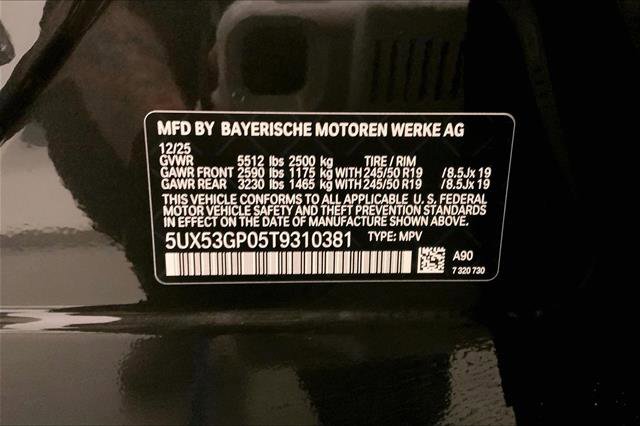 MFD BY BAYERISCHE MOTOREN WERKE AG
12/25
GVWR 5512 lbs 2500 kg TIRE / RIM
GAWR FRONT 2590 lbs 1175 kg WITH 245/50 R19 /8.5Jx 19
GAWR REAR 3230 lbs 1465 kg WITH 245/50 R19 /8.5Jx 19
THIS VEHICLE CONFORMS TO ALL APPLICABLE U. S. FEDERAL
MOTOR VEHICLE SAFETY AND THEFT PREVENTION STANDARDS
IN EFFECT ON THE DATE OF MANUFACTURE SHOWN ABOVE.
5UX53GP05T9310381 TYPE: MPV
A90
7 320 730